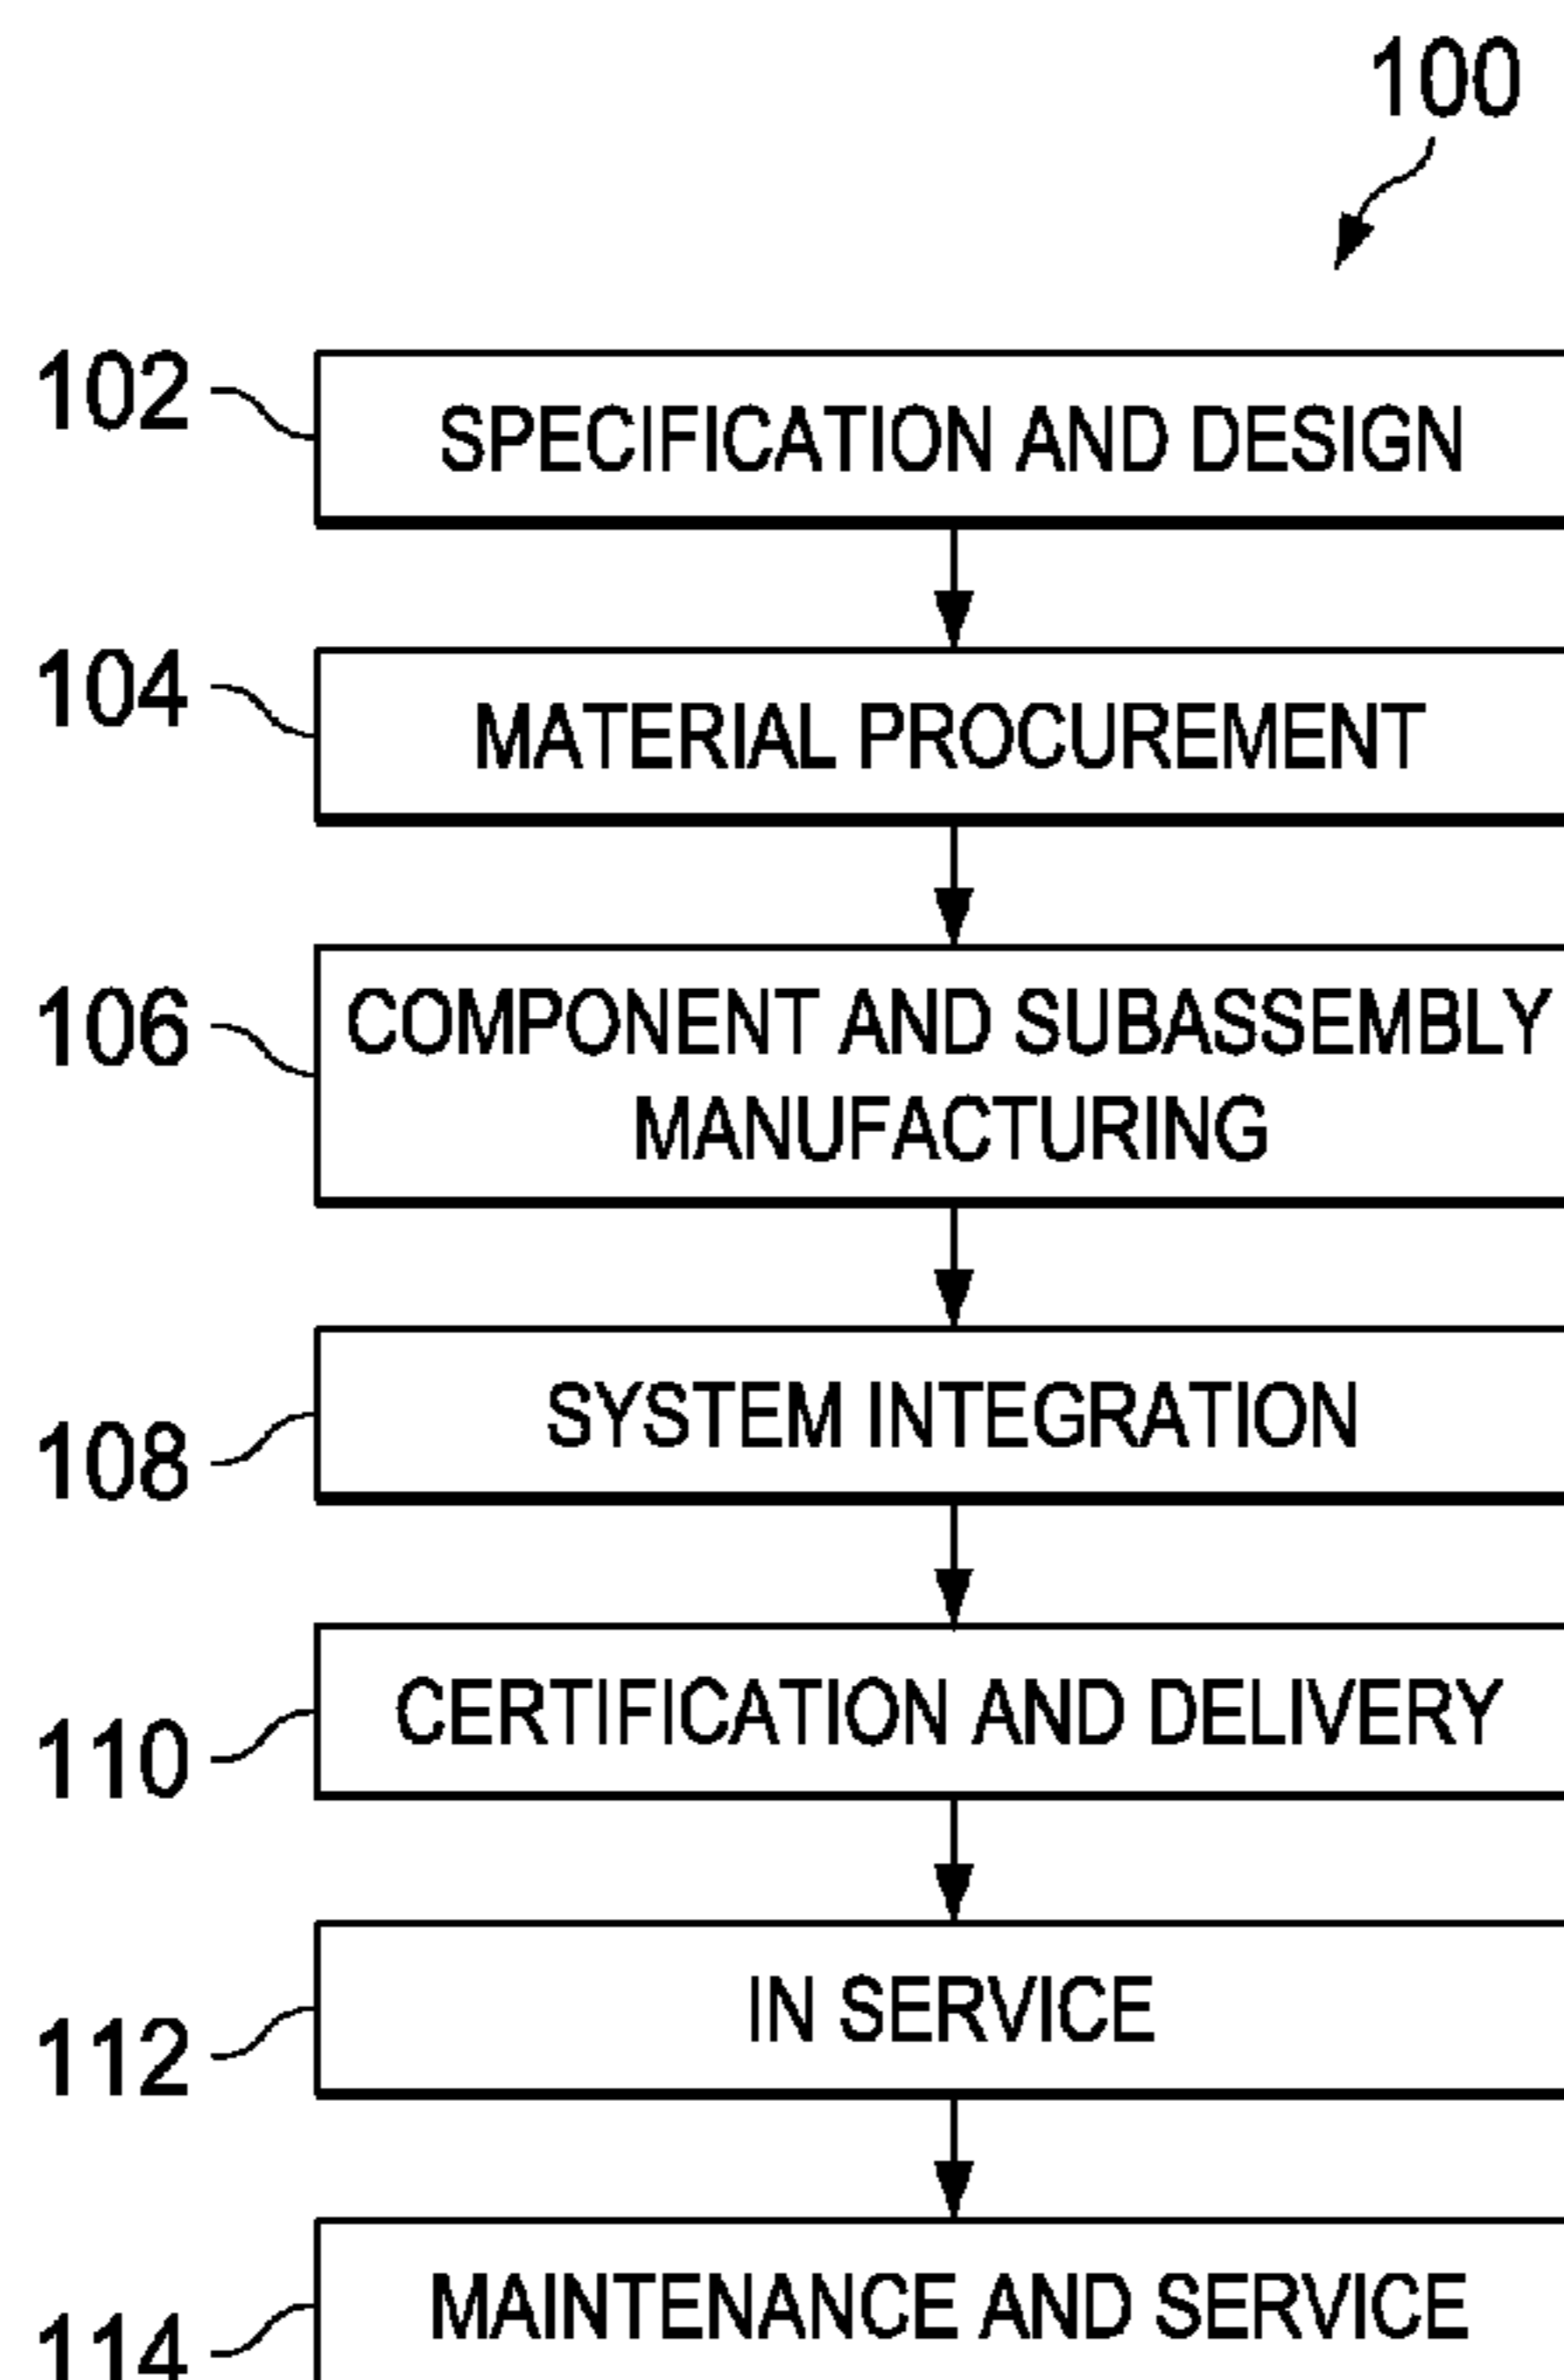 100
102
SPECIFICATION AND DESIGN
104
MATERIAL PROCUREMENT
106
COMPONENT AND SUBASSEMBLY
MANUFACTURING
108
SYSTEM INTEGRATION
110
CERTIFICATION AND DELIVERY
112
IN SERVICE
114
MAINTENANCE AND SERVICE